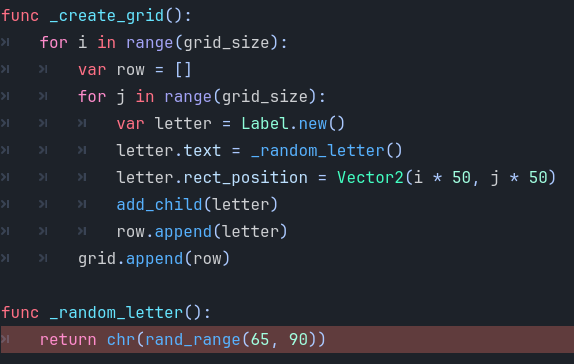 func _create_grid():
    for i in range(grid_size):
        var row = []
        for j in range(grid_size):
            var letter = Label.new()
            letter.text = _random_letter()
            letter.rect_position = Vector2(i * 50, j * 50)
            add_child(letter)
            row.append(letter)
        grid.append(row)

func _random_letter():
    return chr(rand_range(65, 90))